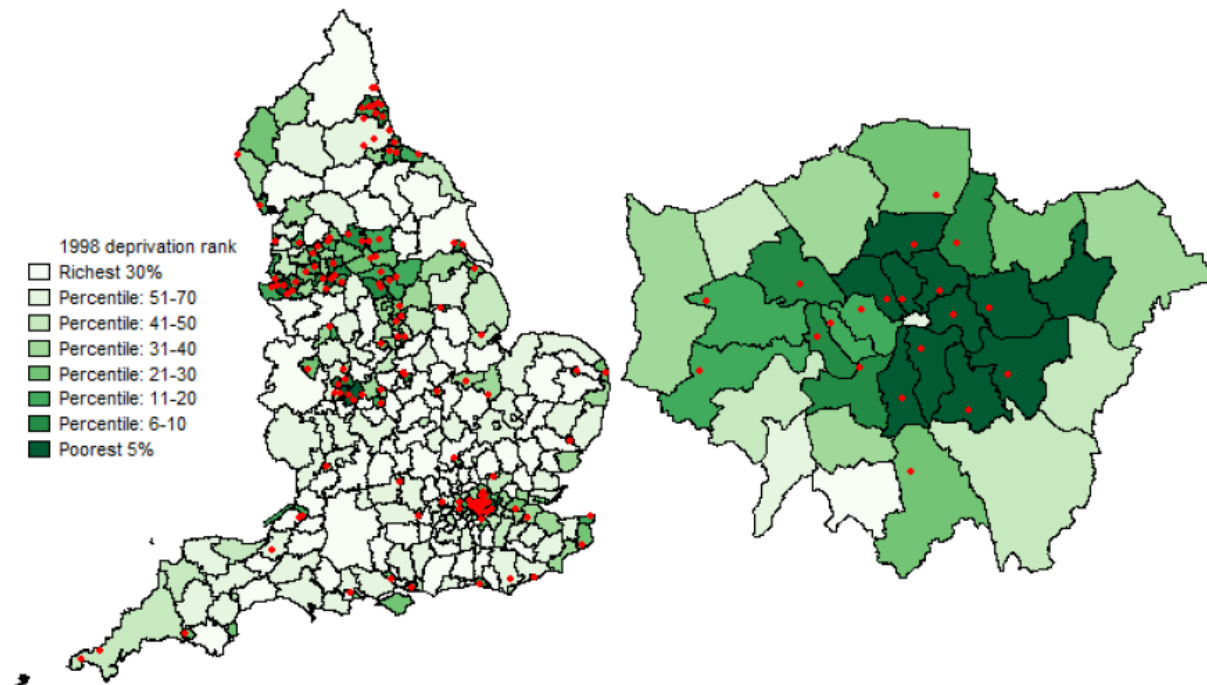 1998 deprivation rank
Richest 30%
Percentile: 51-70
Percentile: 41-50
Percentile: 31-40
Percentile: 21-30
Percentile: 11-20
Percentile: 6-10
Poorest 5%